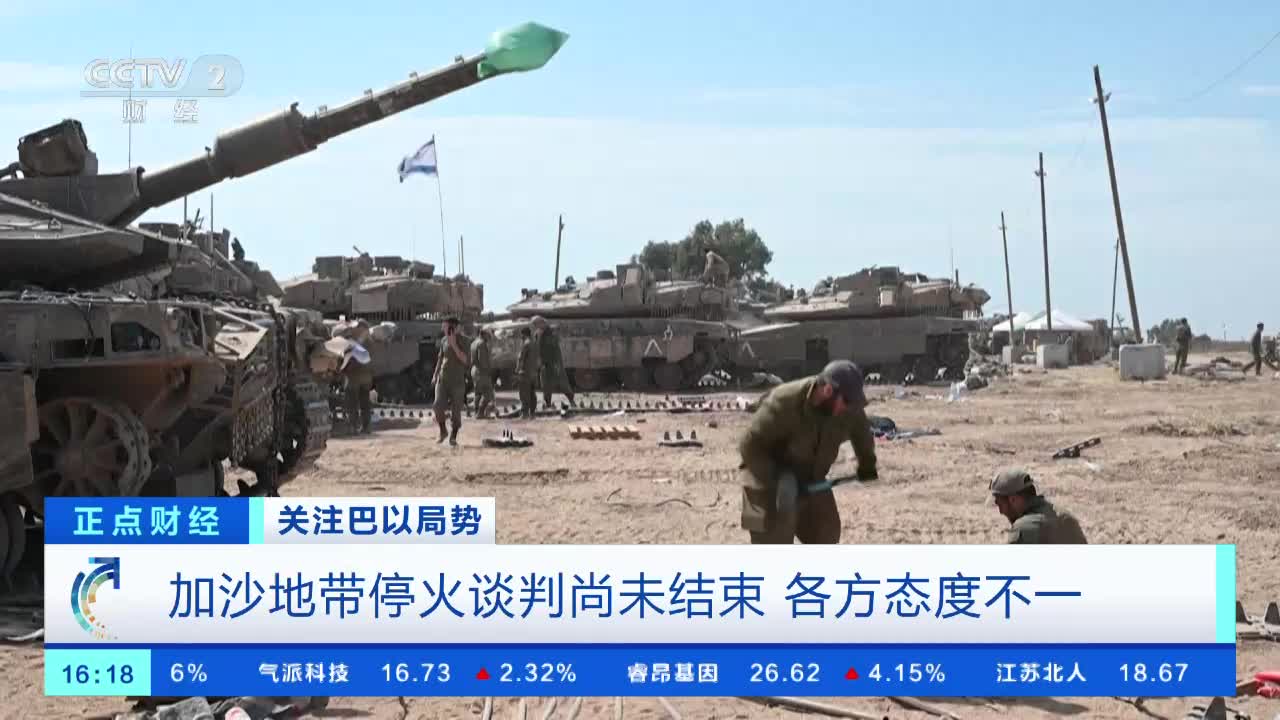 CCTV 2
财经
正点财经
关注巴以局势
加沙地带停火谈判尚未结束 各方态度不一
16:18 6% 气派科技 16.73 ▲ 2.32% 睿昂基因 26.62 ▲ 4.15% 江苏北人 18.67